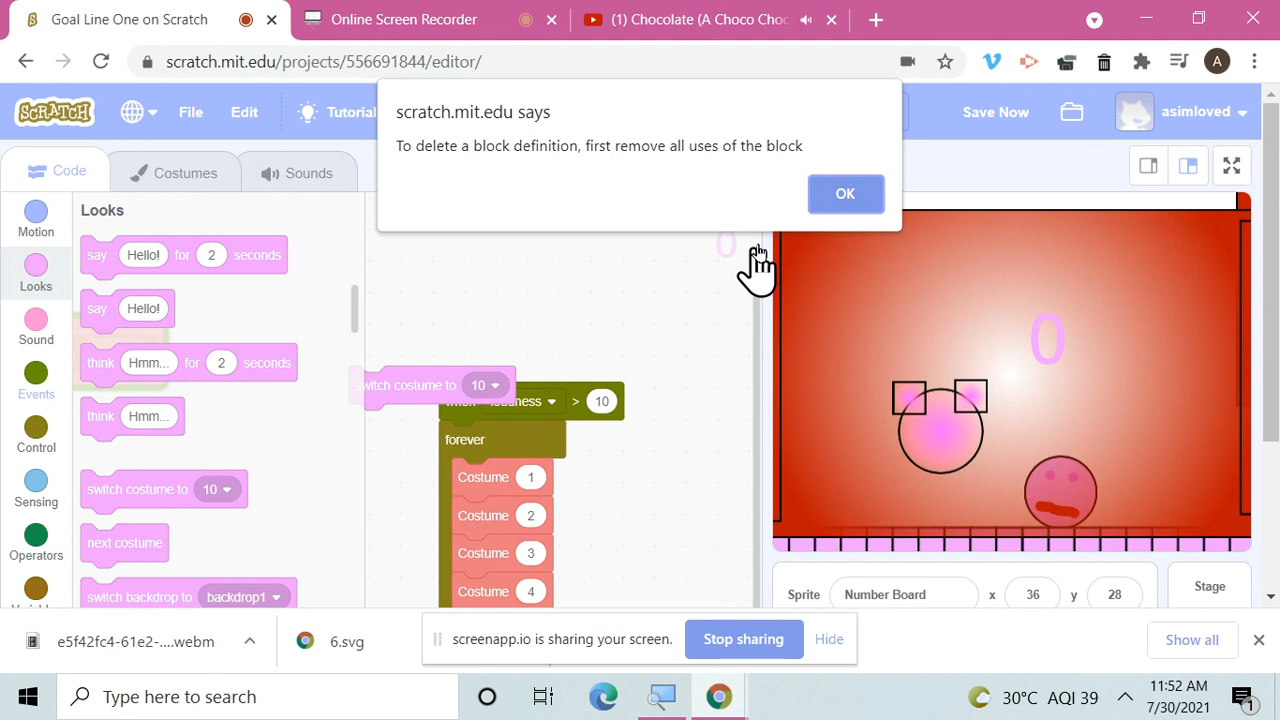 Goal Line One on Scratch
Online Screen Recorder
(1) Chocolate (A Choco Choc
scratch.mit.edu/projects/556691844/editor/
A
SCRATCH
File
Edit
Tutorial
Save Now
asimloved
scratch.mit.edu says
To delete a block definition, first remove all uses of the block
OK
Code
Costumes
Sounds
Motion
Looks
Sound
Events
Control
Sensing
Operators
Looks
say Hello! for 2 seconds
say Hello!
think Hmm... for 2 seconds
think Hmm...
switch costume to 10
next costume
switch backdrop to backdrop1
switch costume to 10
> 10
forever
Costume 1
Costume 2
Costume 3
Costume 4
0
0
Sprite Number Board x 36 y 28
Stage
e5f42fc4-61e2-....webm
6.svg
screenapp.io is sharing your screen.
Stop sharing
Hide
Show all
Type here to search
30°C AQI 39
11:52 AM
7/30/2021
1